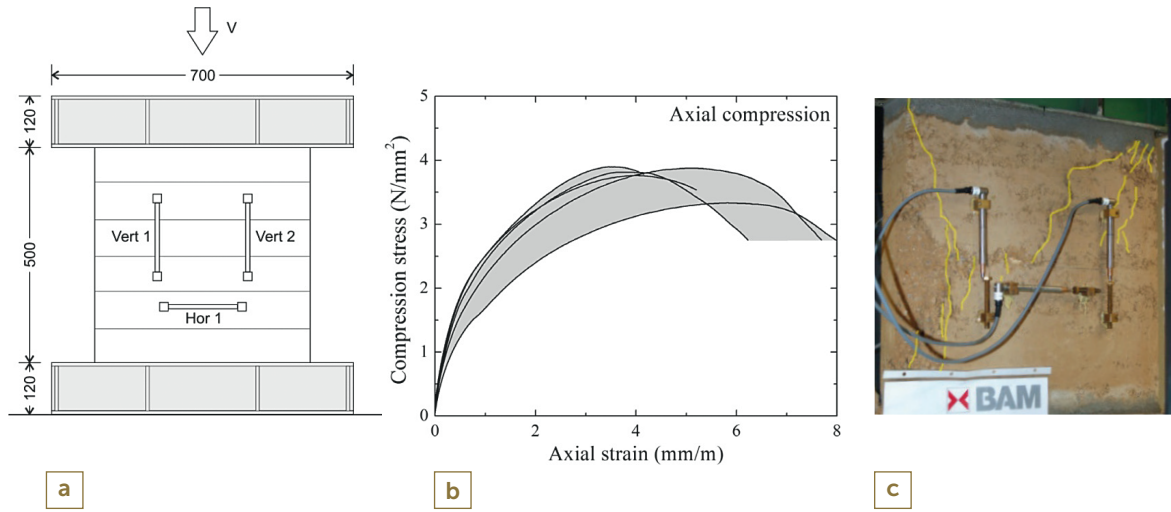 V
700
120
500
120
Vert 1
Vert 2
Hor 1
a
Axial compression
Compression stress (N/mm²)
5
4
3
2
1
0
0
2
4
6
8
Axial strain (mm/m)
b
BAM
c